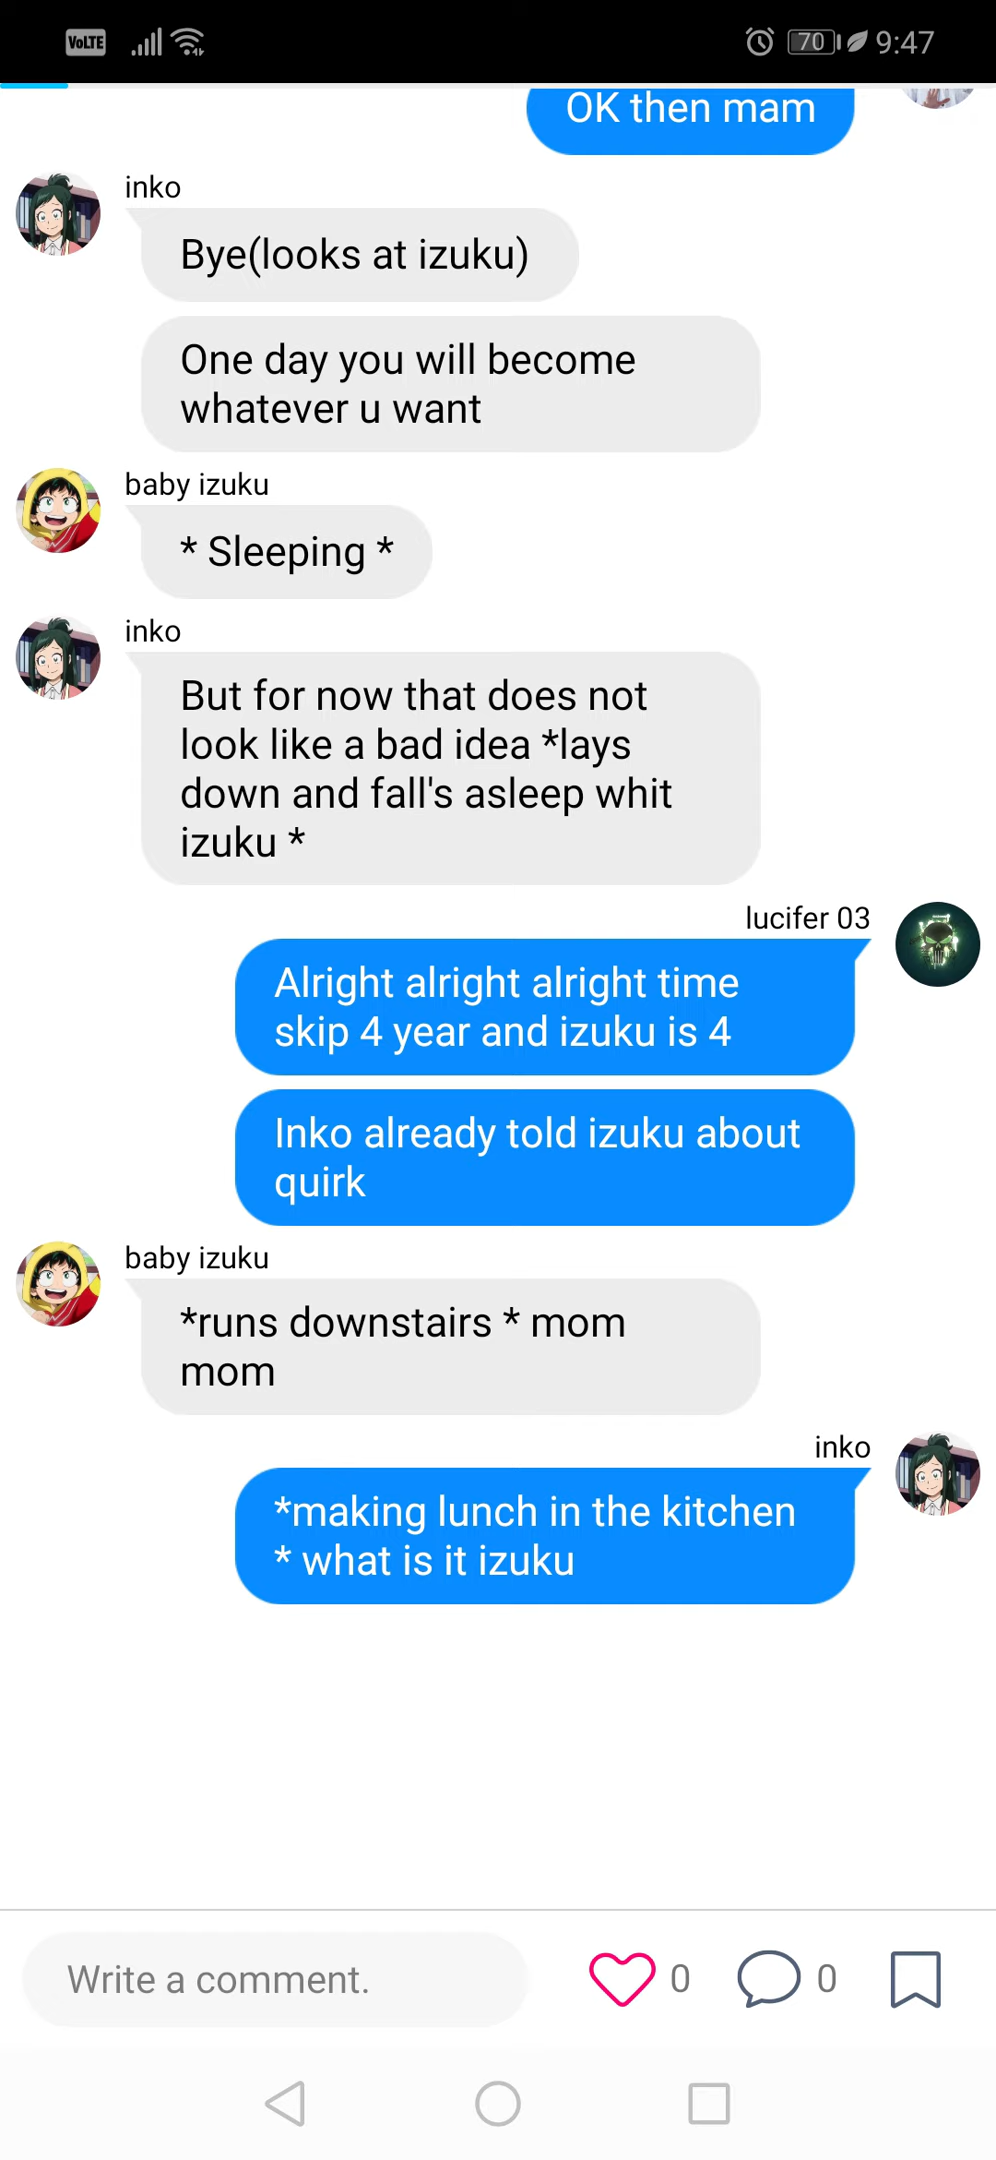 VoLTE
70
9:47
OK then mam
inko
Bye(looks at izuku)
One day you will become
whatever u want
baby izuku
* Sleeping *
inko
But for now that does not
look like a bad idea *lays
down and fall's asleep whit
izuku *
lucifer 03
Alright alright alright time
skip 4 year and izuku is 4
Inko already told izuku about
quirk
baby izuku
*runs downstairs * mom
mom
inko
*making lunch in the kitchen
* what is it izuku
Write a comment.
0
0